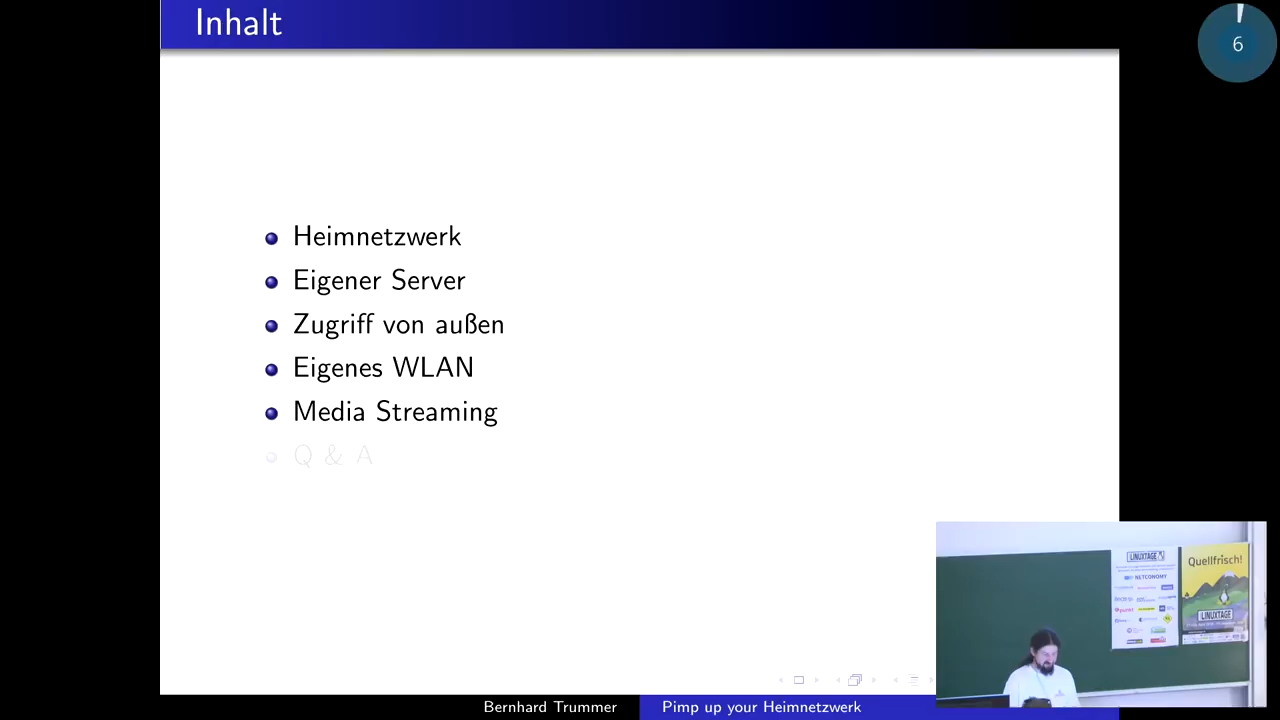 Inhalt
6
Heimnetzwerk
Eigener Server
Zugriff von außen
Eigenes WLAN
Media Streaming
Q & A
LINUXTAGE
NETCONOMY
Quellfrisch!
LINUXTAGE
Bernhard Trummer
Pimp up your Heimnetzwerk